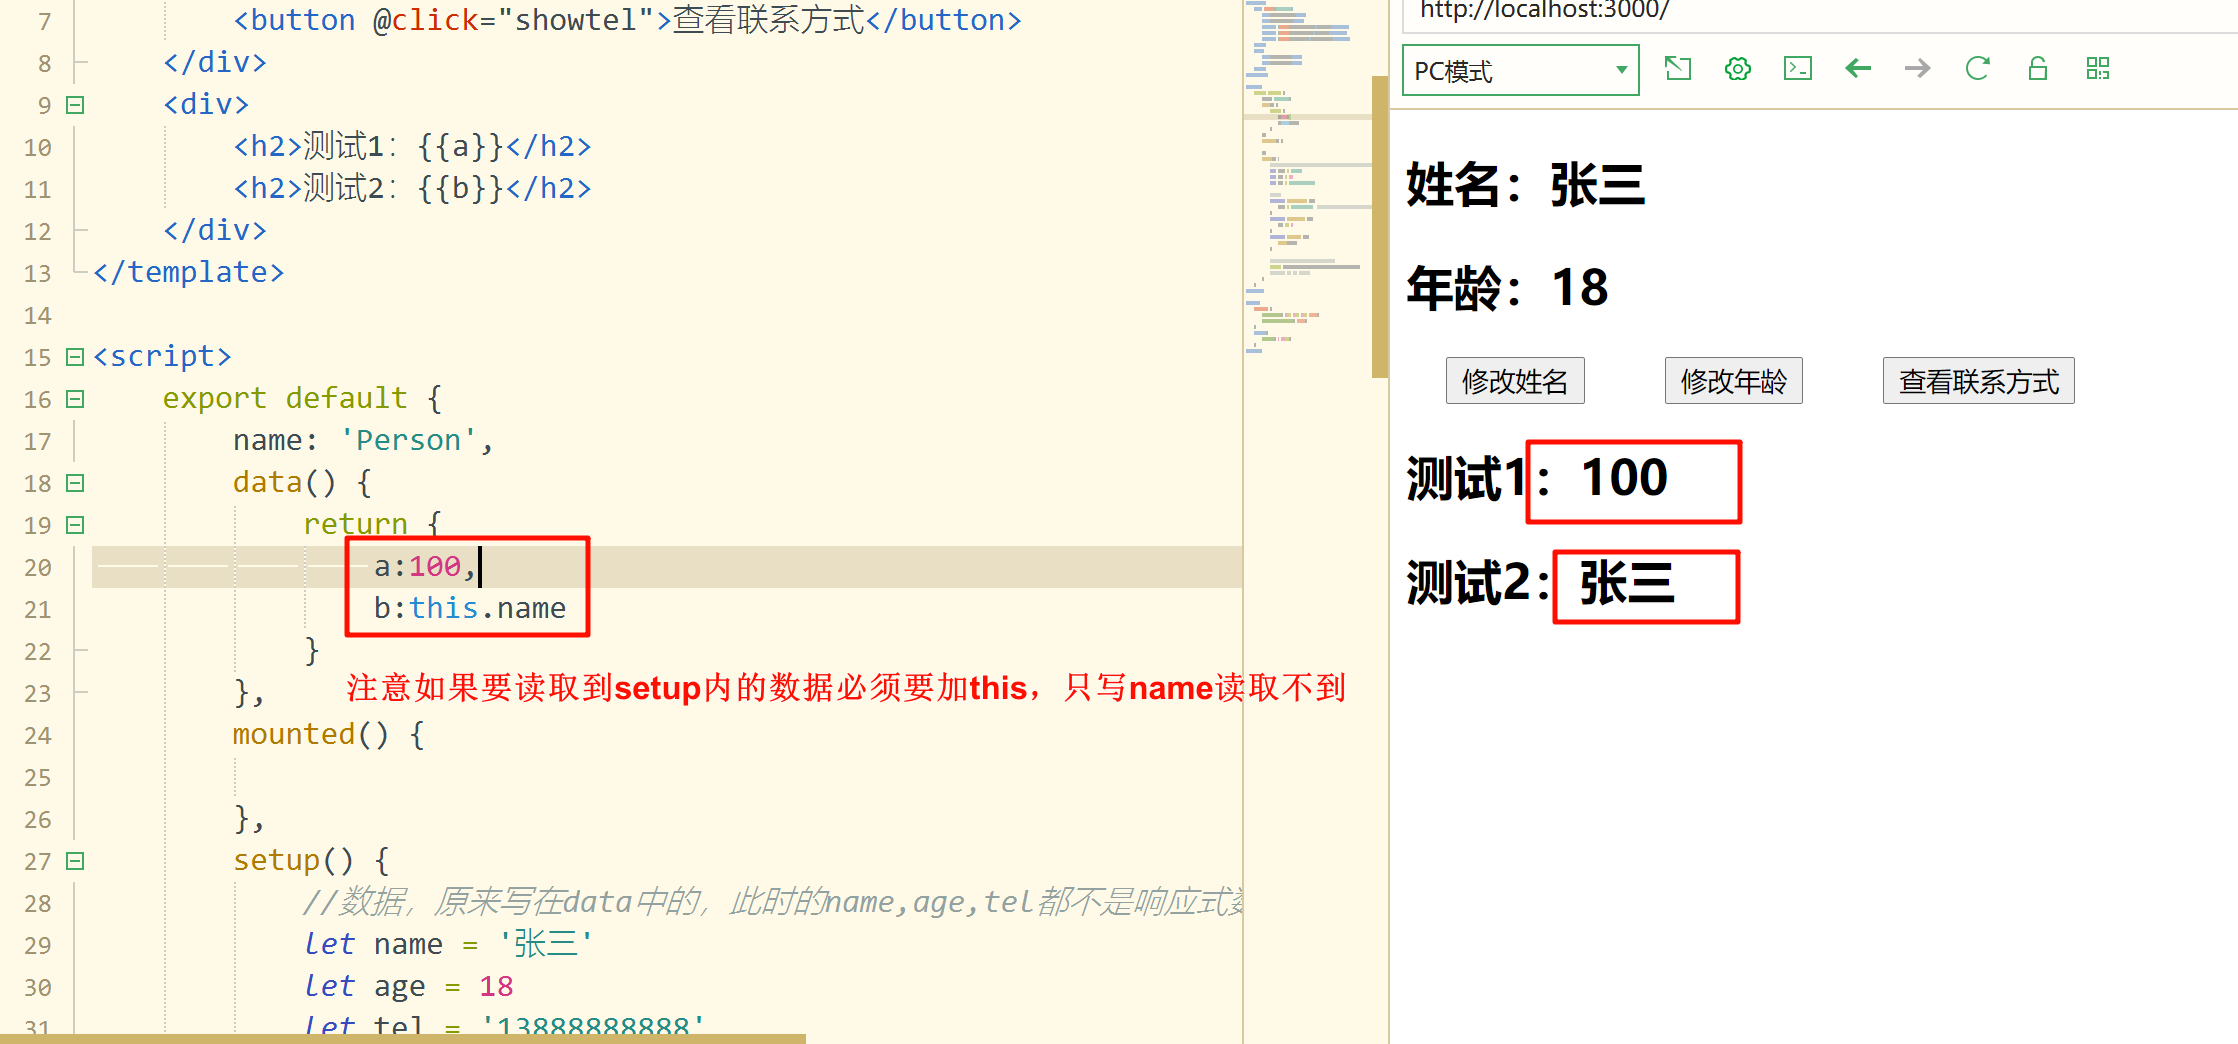 7 <button @click="showtel">查看联系方式</button>
8 </div>
9 <div>
10 <h2>测试1：{{a}}</h2>
11 <h2>测试2：{{b}}</h2>
12 </div>
13 </template>
14
15 <script>
16 export default {
17 name: 'Person',
18 data() {
19 return {
20 a:100,
21 b:this.name
22 }
23 },
注意如果要读取到setup内的数据必须要加this，只写name读取不到
24 mounted() {
25
26 },
27 setup() {
28 //数据，原来写在data中的，此时的name,age,tel都不是响应式
29 let name = '张三'
30 let age = 18
31 let tel = '13888888888'
http://localhost:3000/
PC模式
姓名：张三
年龄：18
修改姓名 修改年龄 查看联系方式
测试1：100
测试2：张三